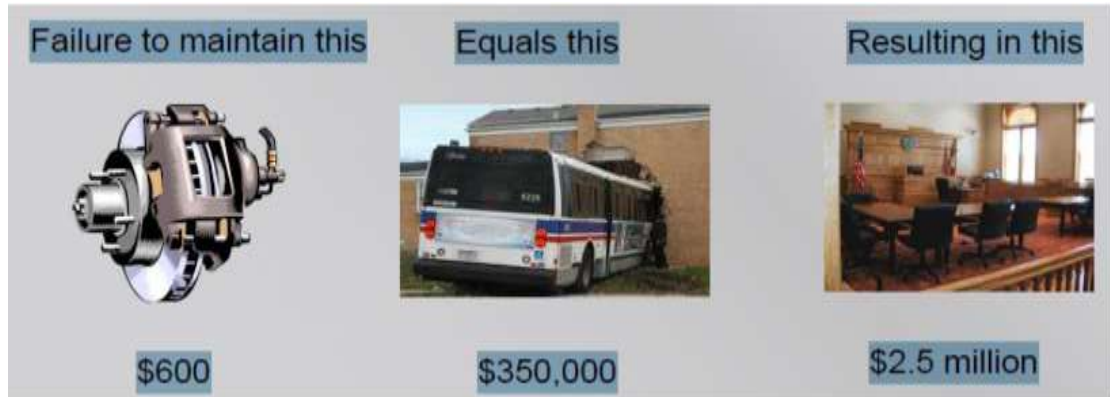 Failure to maintain this
Equals this
Resulting in this
$600
$350,000
$2.5 million